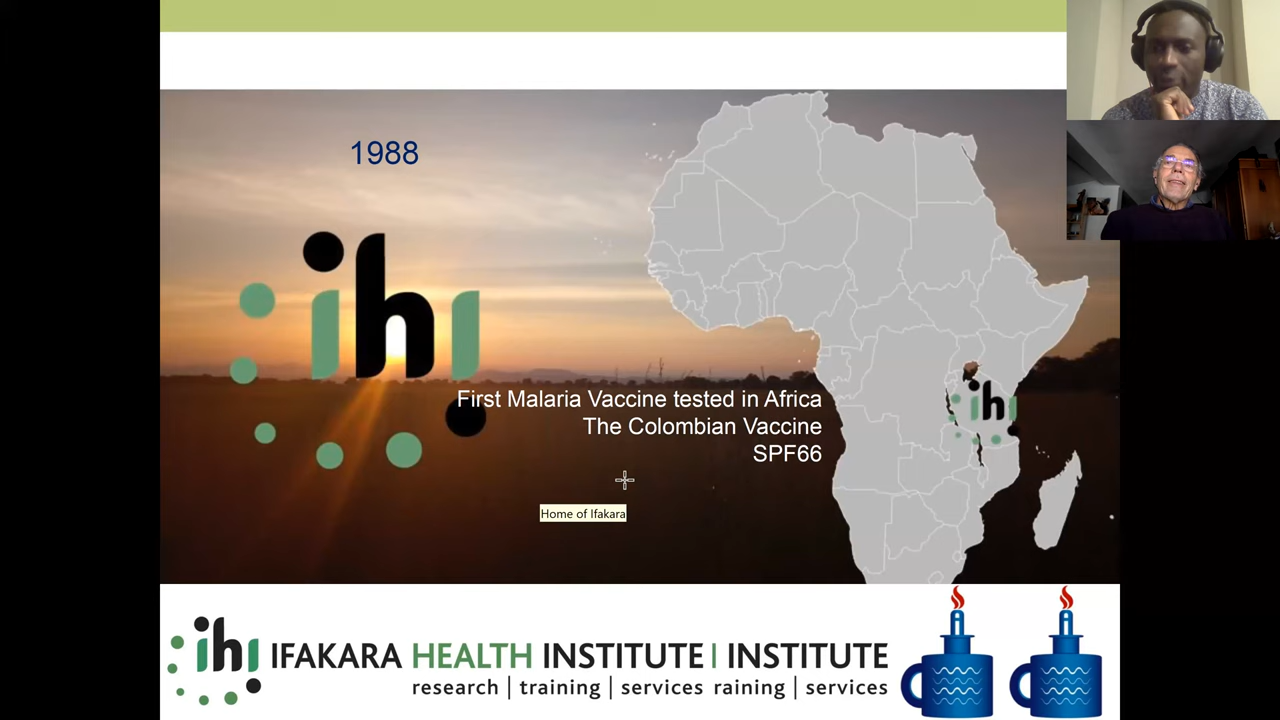 1988
ihi
First Malaria Vaccine tested in Africa
The Colombian Vaccine
SPF66
ihi
Home of Ifakara
ihi IFAKARA HEALTH INSTITUTE | INSTITUTE
research | training | services raining | services